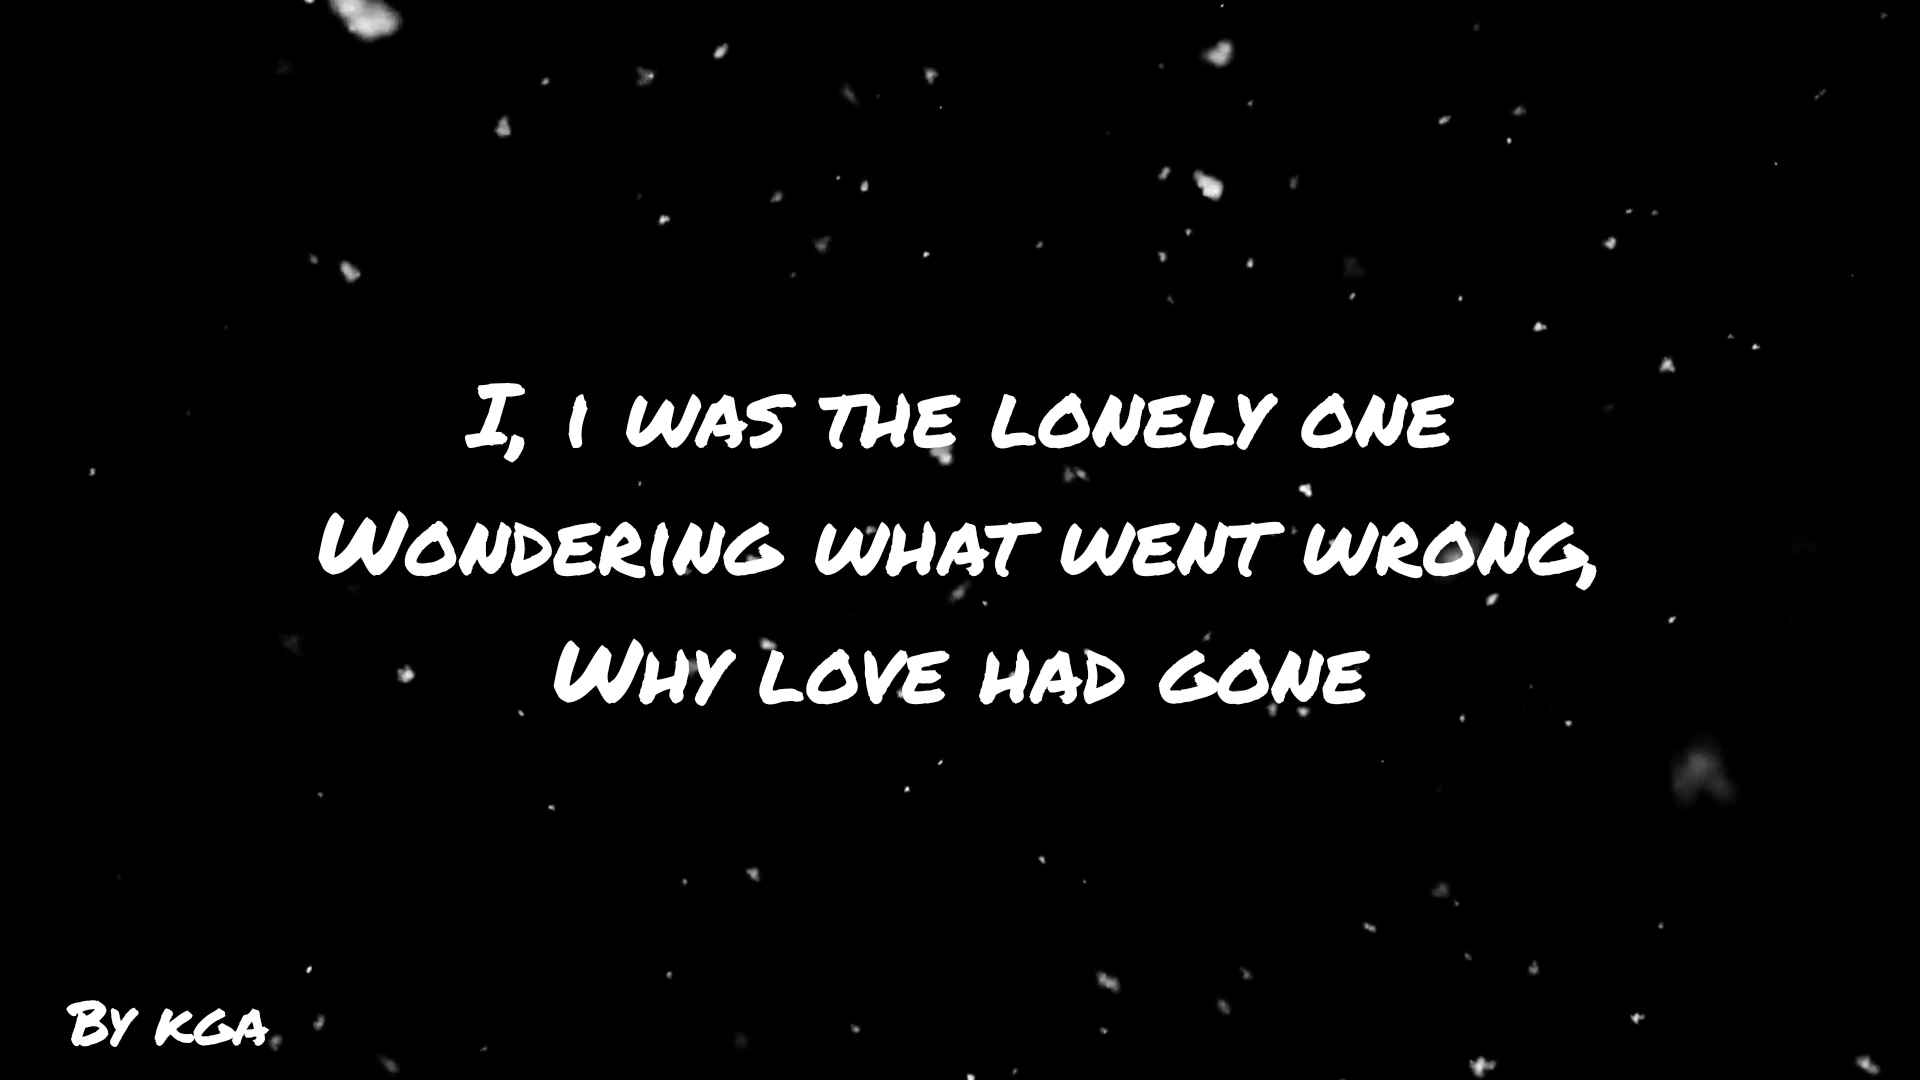 I, I WAS THE LONELY ONE
WONDERING WHAT WENT WRONG,
WHY LOVE HAD GONE
BY KGA